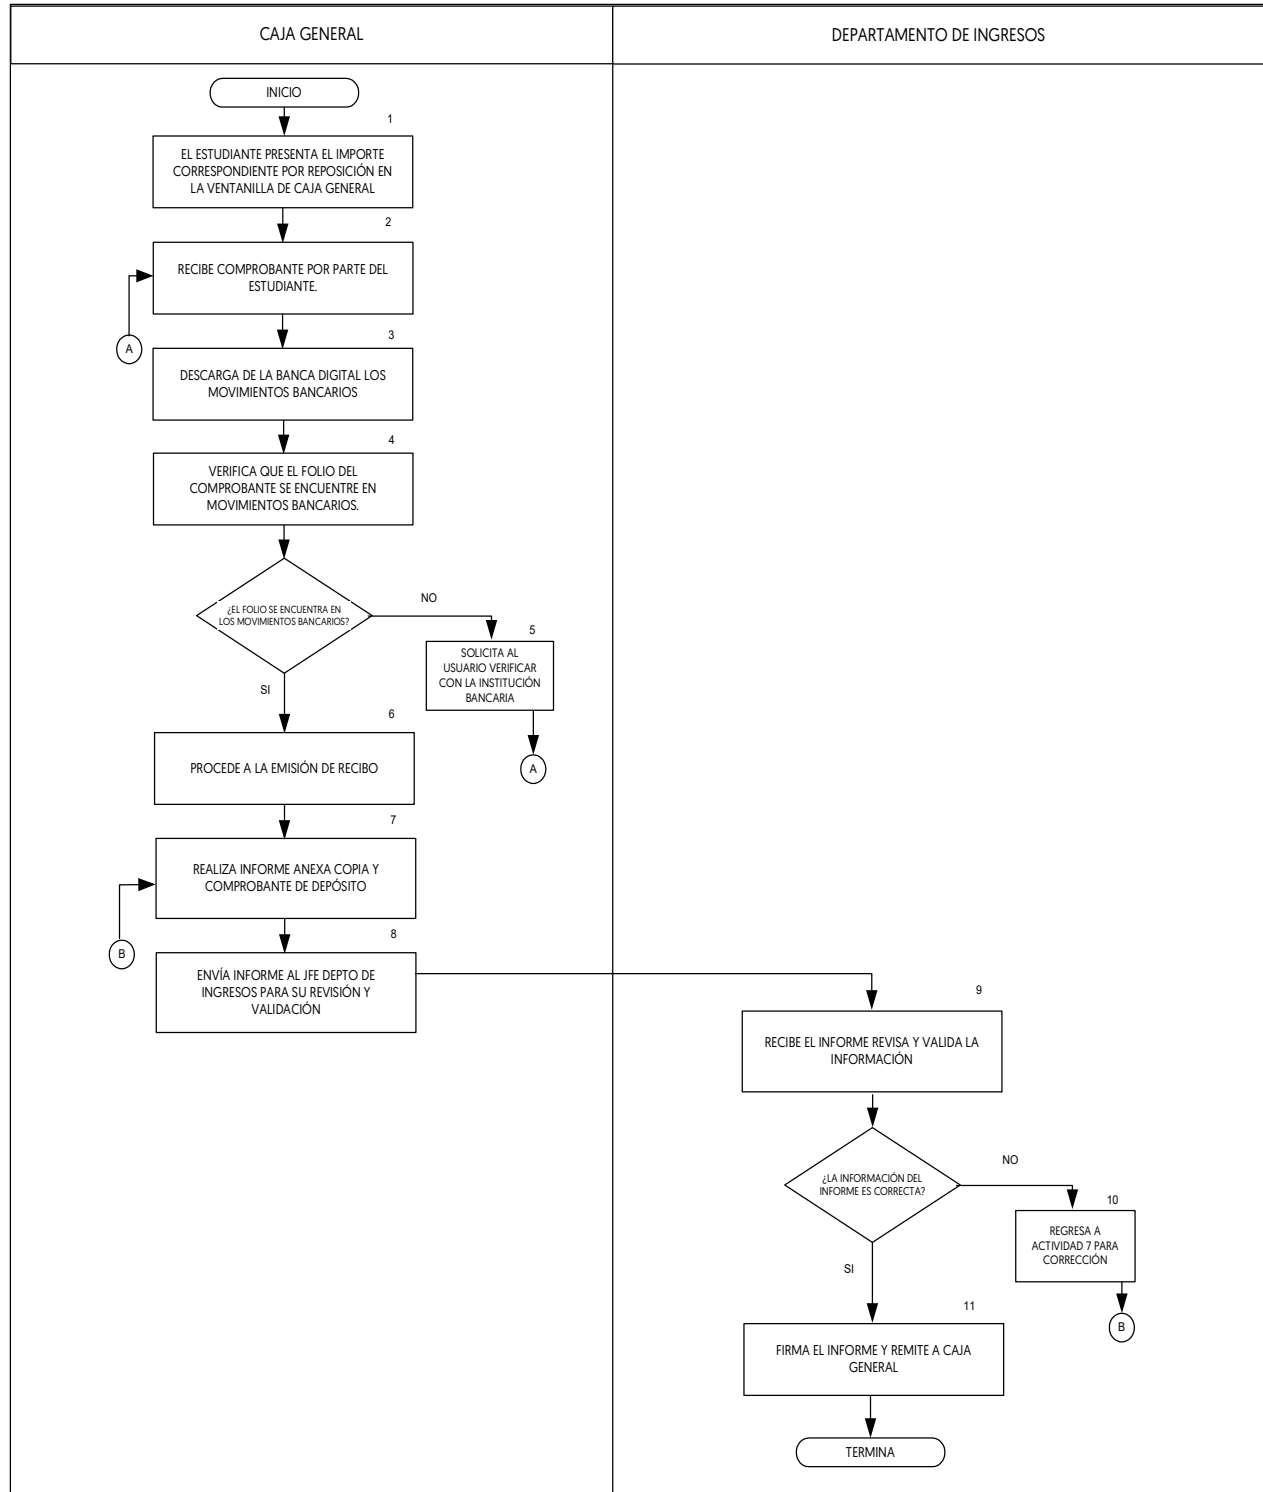 CAJA GENERAL
DEPARTAMENTO DE INGRESOS
INICIO
1
EL ESTUDIANTE PRESENTA EL IMPORTE
CORRESPONDIENTE POR REPOSICIÓN EN
LA VENTANILLA DE CAJA GENERAL
2
RECIBE COMPROBANTE POR PARTE DEL
ESTUDIANTE.
A
3
DESCARGA DE LA BANCA DIGITAL LOS
MOVIMIENTOS BANCARIOS
4
VERIFICA QUE EL FOLIO DEL
COMPROBANTE SE ENCUENTRE EN
MOVIMIENTOS BANCARIOS.
¿EL FOLIO SE ENCUENTRA EN
LOS MOVIMIENTOS BANCARIOS?
NO
5
SOLICITA AL
USUARIO VERIFICAR
CON LA INSTITUCIÓN
BANCARIA
A
SI
6
PROCEDE A LA EMISIÓN DE RECIBO
7
REALIZA INFORME ANEXA COPIA Y
COMPROBANTE DE DEPÓSITO
B
8
ENVÍA INFORME AL JFE DEPTO DE
INGRESOS PARA SU REVISIÓN Y
VALIDACIÓN
9
RECIBE EL INFORME REVISA Y VALIDA LA
INFORMACIÓN
¿LA INFORMACIÓN DEL
INFORME ES CORRECTA?
NO
10
REGRESA A
ACTIVIDAD 7 PARA
CORRECCIÓN
B
SI
11
FIRMA EL INFORME Y REMITE A CAJA
GENERAL
TERMINA